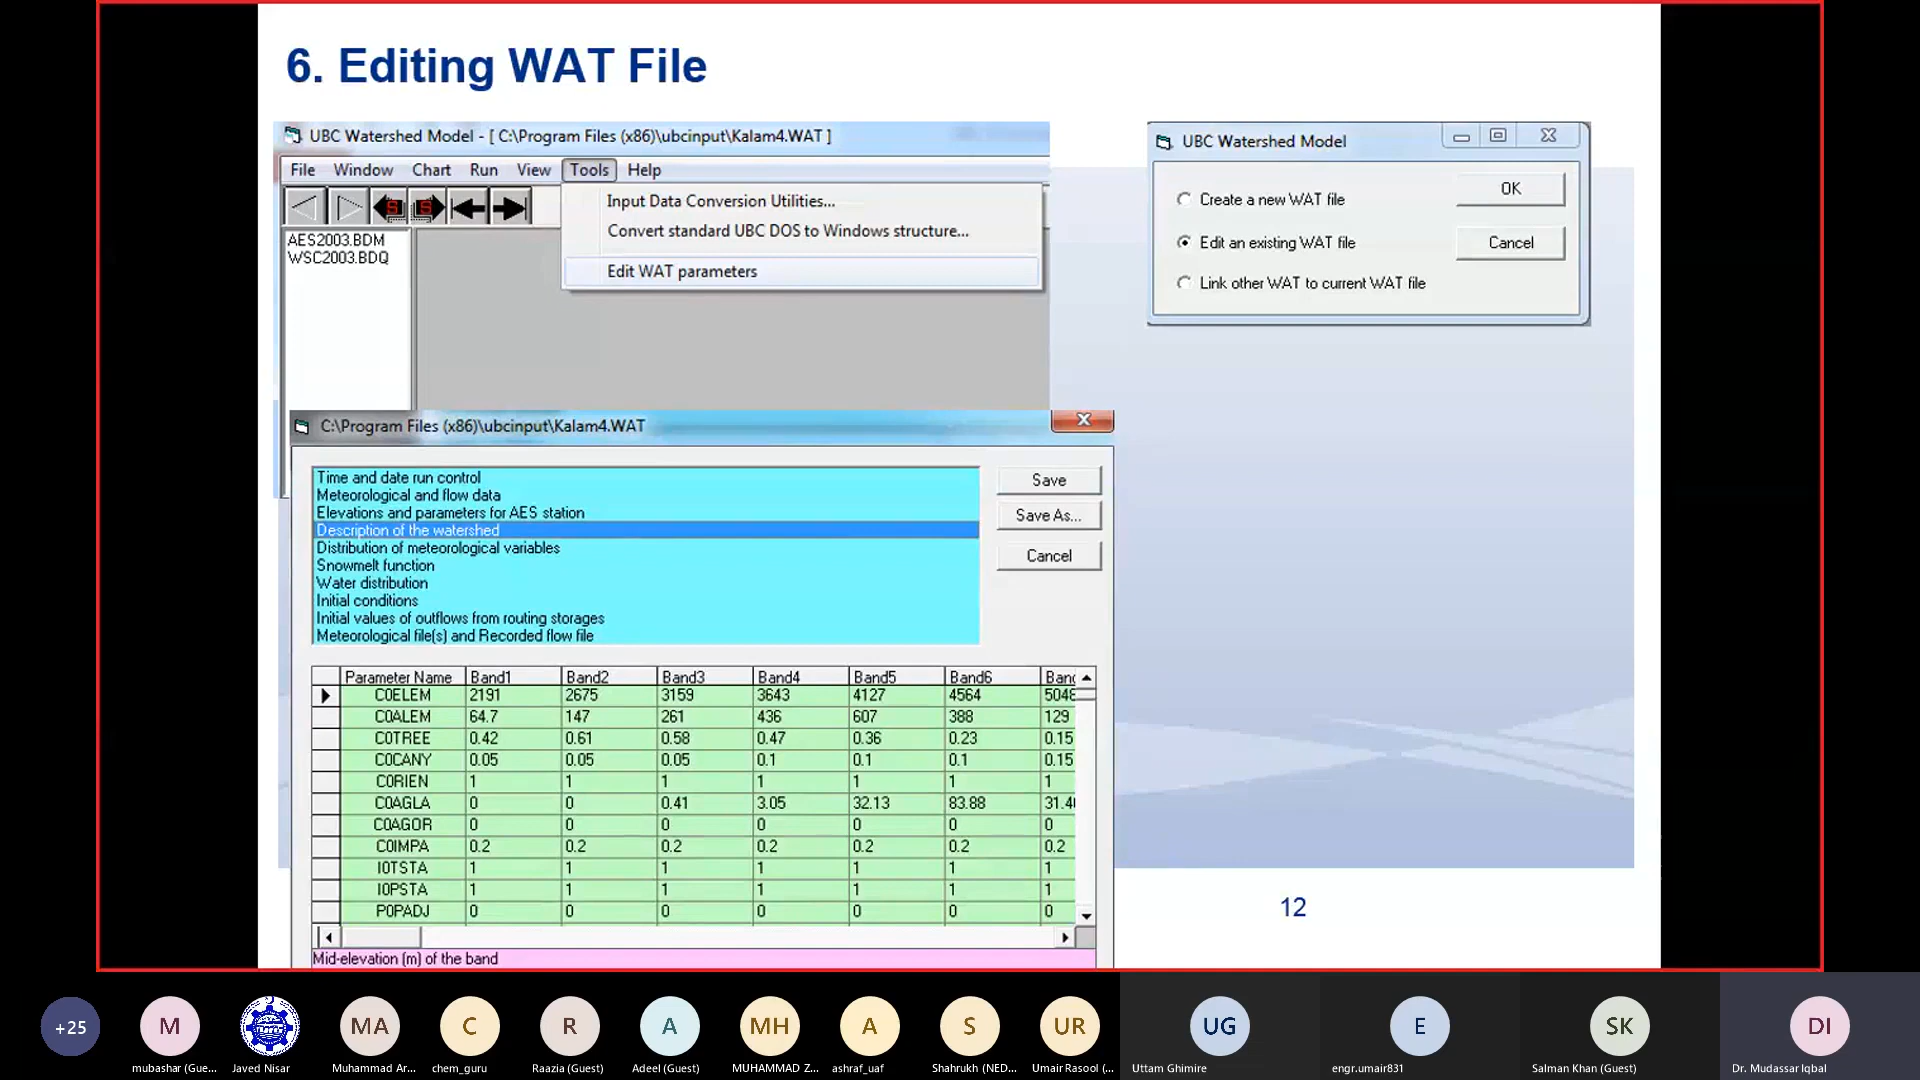 6. Editing WAT File
UBC Watershed Model - [ C:\Program Files (x86)\ubcinput\Kalam4.WAT ]
File Window Chart Run View Tools Help
Input Data Conversion Utilities...
Convert standard UBC DOS to Windows structure...
Edit WAT parameters
AES2003.BDM
WSC2003.BDQ
UBC Watershed Model
Create a new WAT file
OK
Edit an existing WAT file
Cancel
Link other WAT to current WAT file
C:\Program Files (x86)\ubcinput\Kalam4.WAT
Time and date run control
Meteorological and flow data
Elevations and parameters for AES station
Description of the watershed
Distribution of meteorological variables
Snowmelt function
Water distribution
Initial conditions
Initial values of outflows from routing storages
Meteorological file(s) and Recorded flow file
Save
Save As...
Cancel
Parameter Name Band1 Band2 Band3 Band4 Band5 Band6
C0ELEM 2191 2675 3159 3643 4127 4564 5048
C0ALEM 64.7 147 261 436 607 388 129
C0TREE 0.42 0.61 0.58 0.47 0.36 0.23 0.15
C0CANY 0.05 0.05 0.05 0.1 0.1 0.1 0.15
C0RIEN 1 1 1 1 1 1 1
C0AGLA 0 0 0.41 3.05 32.13 83.88
C0AGOR 0 0 0 0 0 0 0
C0IMPA 0.2 0.2 0.2 0.2 0.2 0.2 0.2
I0TSTA 1 1 1 1 1 1 1
I0PSTA 1 1 1 1 1 1 1
P0PADJ 0 0 0 0 0 0 0
Mid-elevation (m) of the band
12
+25
M
MA
C
R
A
MH
A
S
UR
UG
E
SK
DI
mubashar (Gue...
Javed Nisar
Muhammad Ar...
chem_guru
Raazia (Guest)
Adeel (Guest)
MUHAMMAD Z...
ashraf_uaf
Shahrukh (NED...
Umair Rasool (...
Uttam Ghimire
engr.umair831
Salman Khan (Guest)
Dr. Mudassar Iqbal